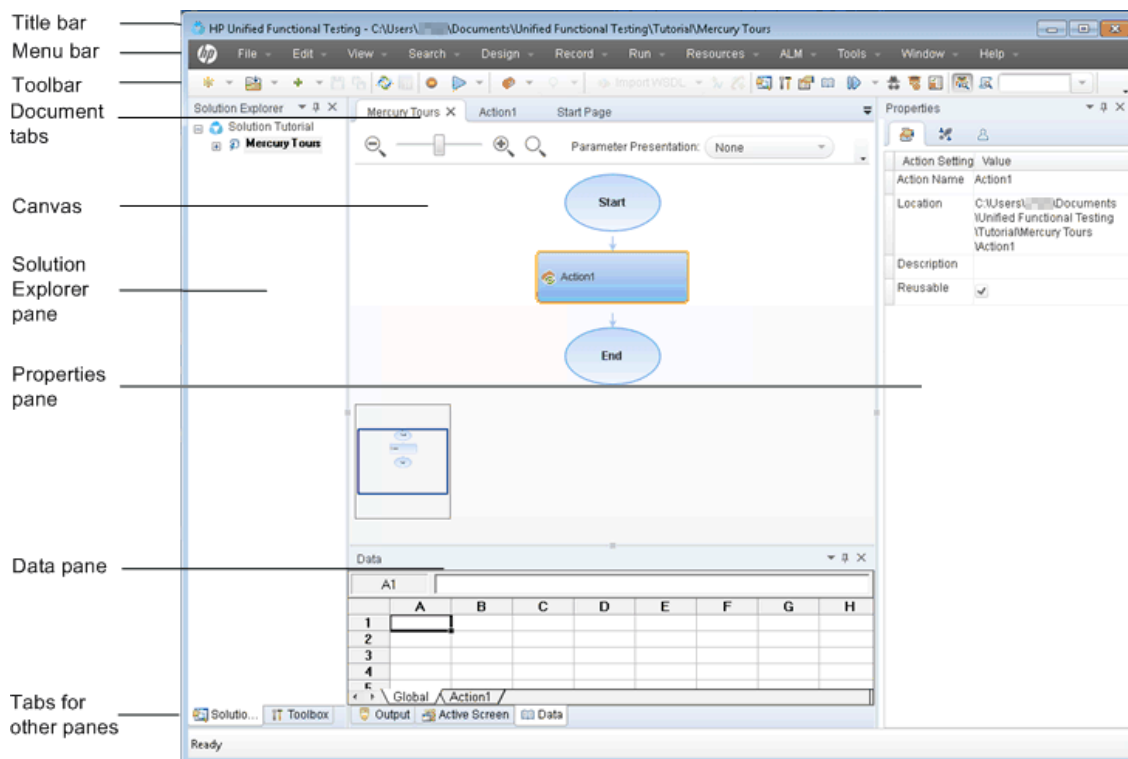 Title bar
HP Unified Functional Testing - C:\Users\ \Documents\Unified Functional Testing\Tutorial\Mercury Tours
Menu bar
hp File Edit View Search Design Record Run Resources ALM Tools Window Help
Toolbar
Import WSDL
Document
tabs
Solution Explorer
Solution Tutorial
Mercury Tours
Mercury Tours Action1 Start Page
Parameter Presentation: None
Properties
Action Setting Value
Action Name Action1
Location C:\Users\ \Documents
\Unified Functional Testing
\Tutorial\Mercury Tours
\Action1
Description
Reusable
Canvas
Start
Action1
End
Solution
Explorer
pane
Properties
pane
Data pane
Data
A1
A B C D E F G H
1
2
3
4
5
Global Action1
Tabs for
other panes
Solutio... Toolbox
Output Active Screen Data
Ready